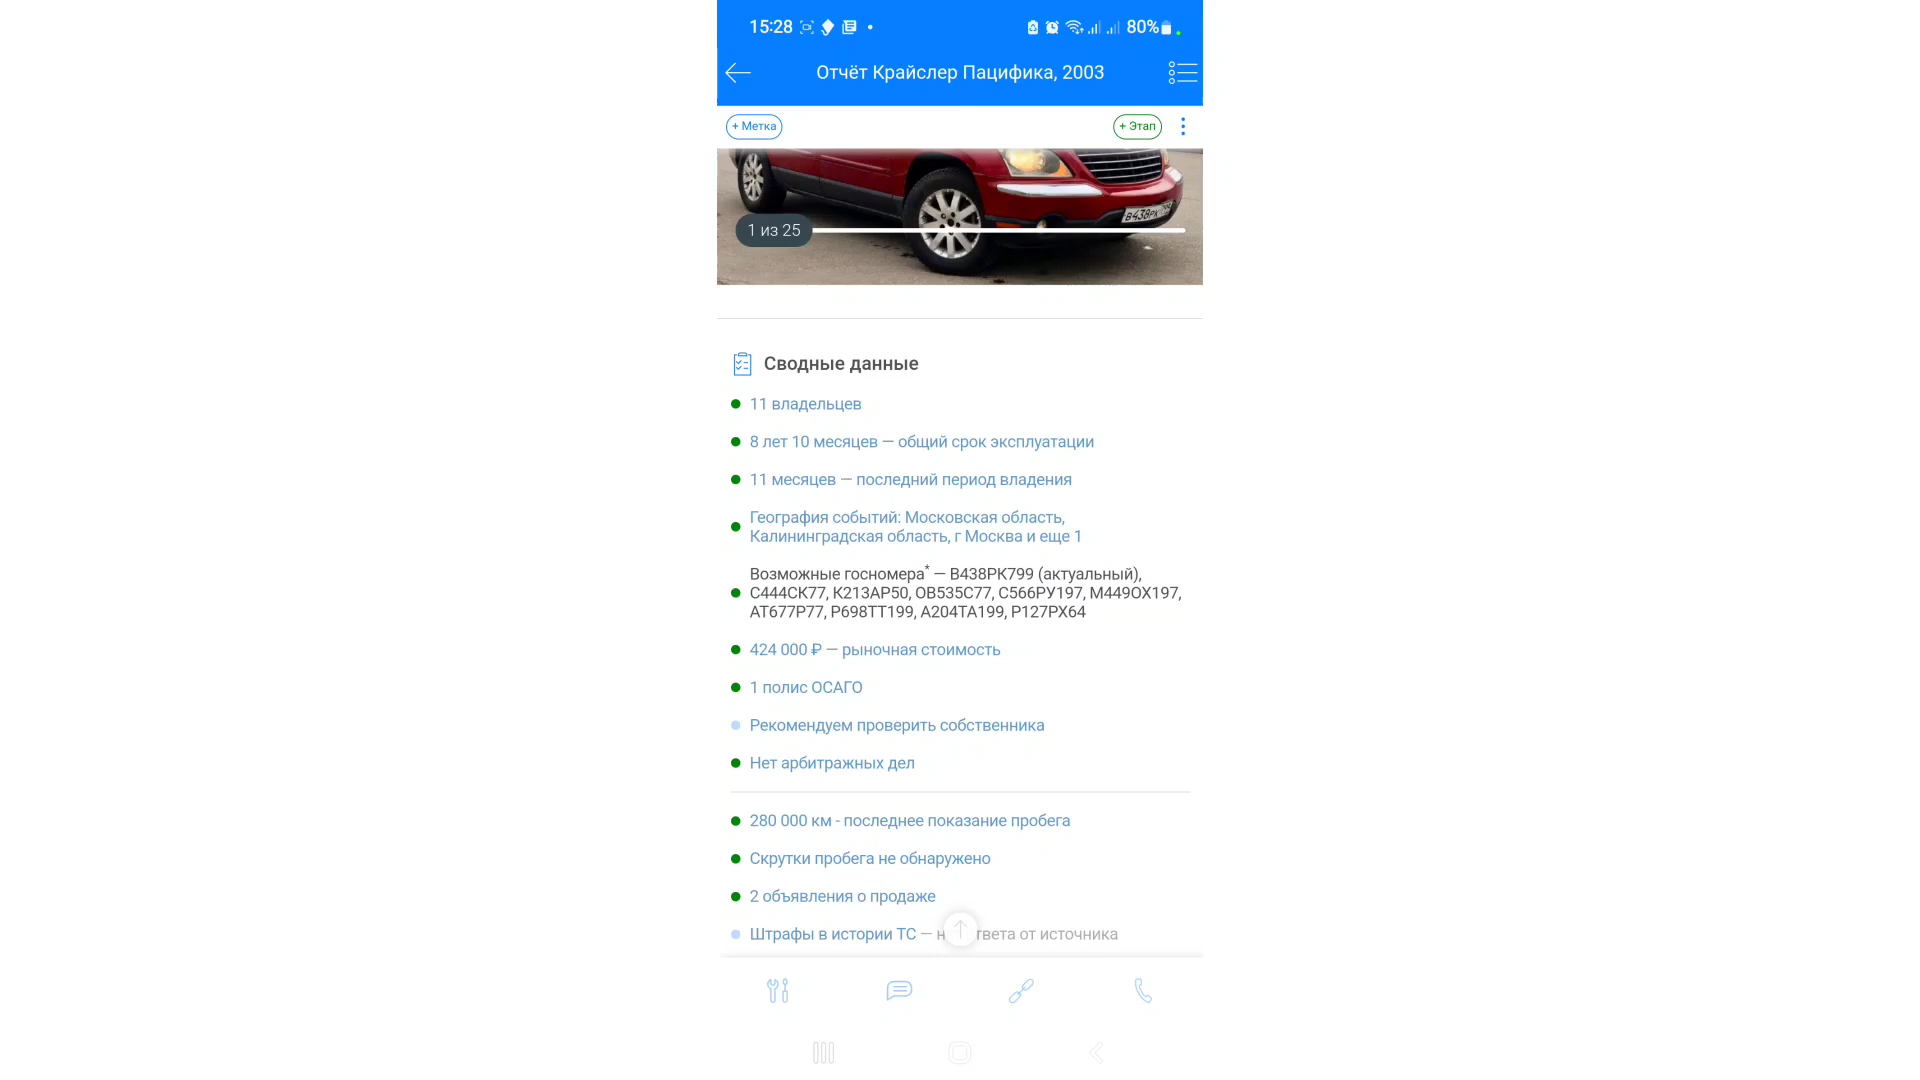 15:28
80%
Отчёт Крайслер Пацифика, 2003
+ Метка
+ Этап
В438РК799
1 из 25
Сводные данные
11 владельцев
8 лет 10 месяцев — общий срок эксплуатации
11 месяцев — последний период владения
География событий: Московская область,
Калининградская область, г Москва и еще 1
Возможные госномера* — В438РК799 (актуальный),
С444СК77, К213АР50, ОВ535С77, С566РУ197, М449ОХ197,
АТ677Р77, Р698ТТ199, А204ТА199, Р127РХ64
424 000 ₽ — рыночная стоимость
1 полис ОСАГО
Рекомендуем проверить собственника
Нет арбитражных дел
280 000 км - последнее показание пробега
Скрутки пробега не обнаружено
2 объявления о продаже
Штрафы в истории ТС — от источника